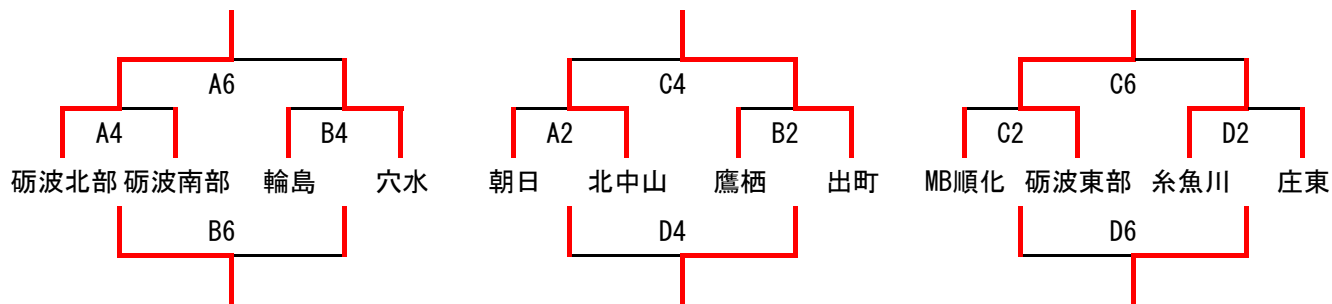 A6 C4 C6
A4 B4 A2 B2 C2 D2
砺波北部 砺波南部 輪島 穴水 朝日 北中山 鷹栖 出町 MB順化 砺波東部 糸魚川 庄東
B6 D4 D6